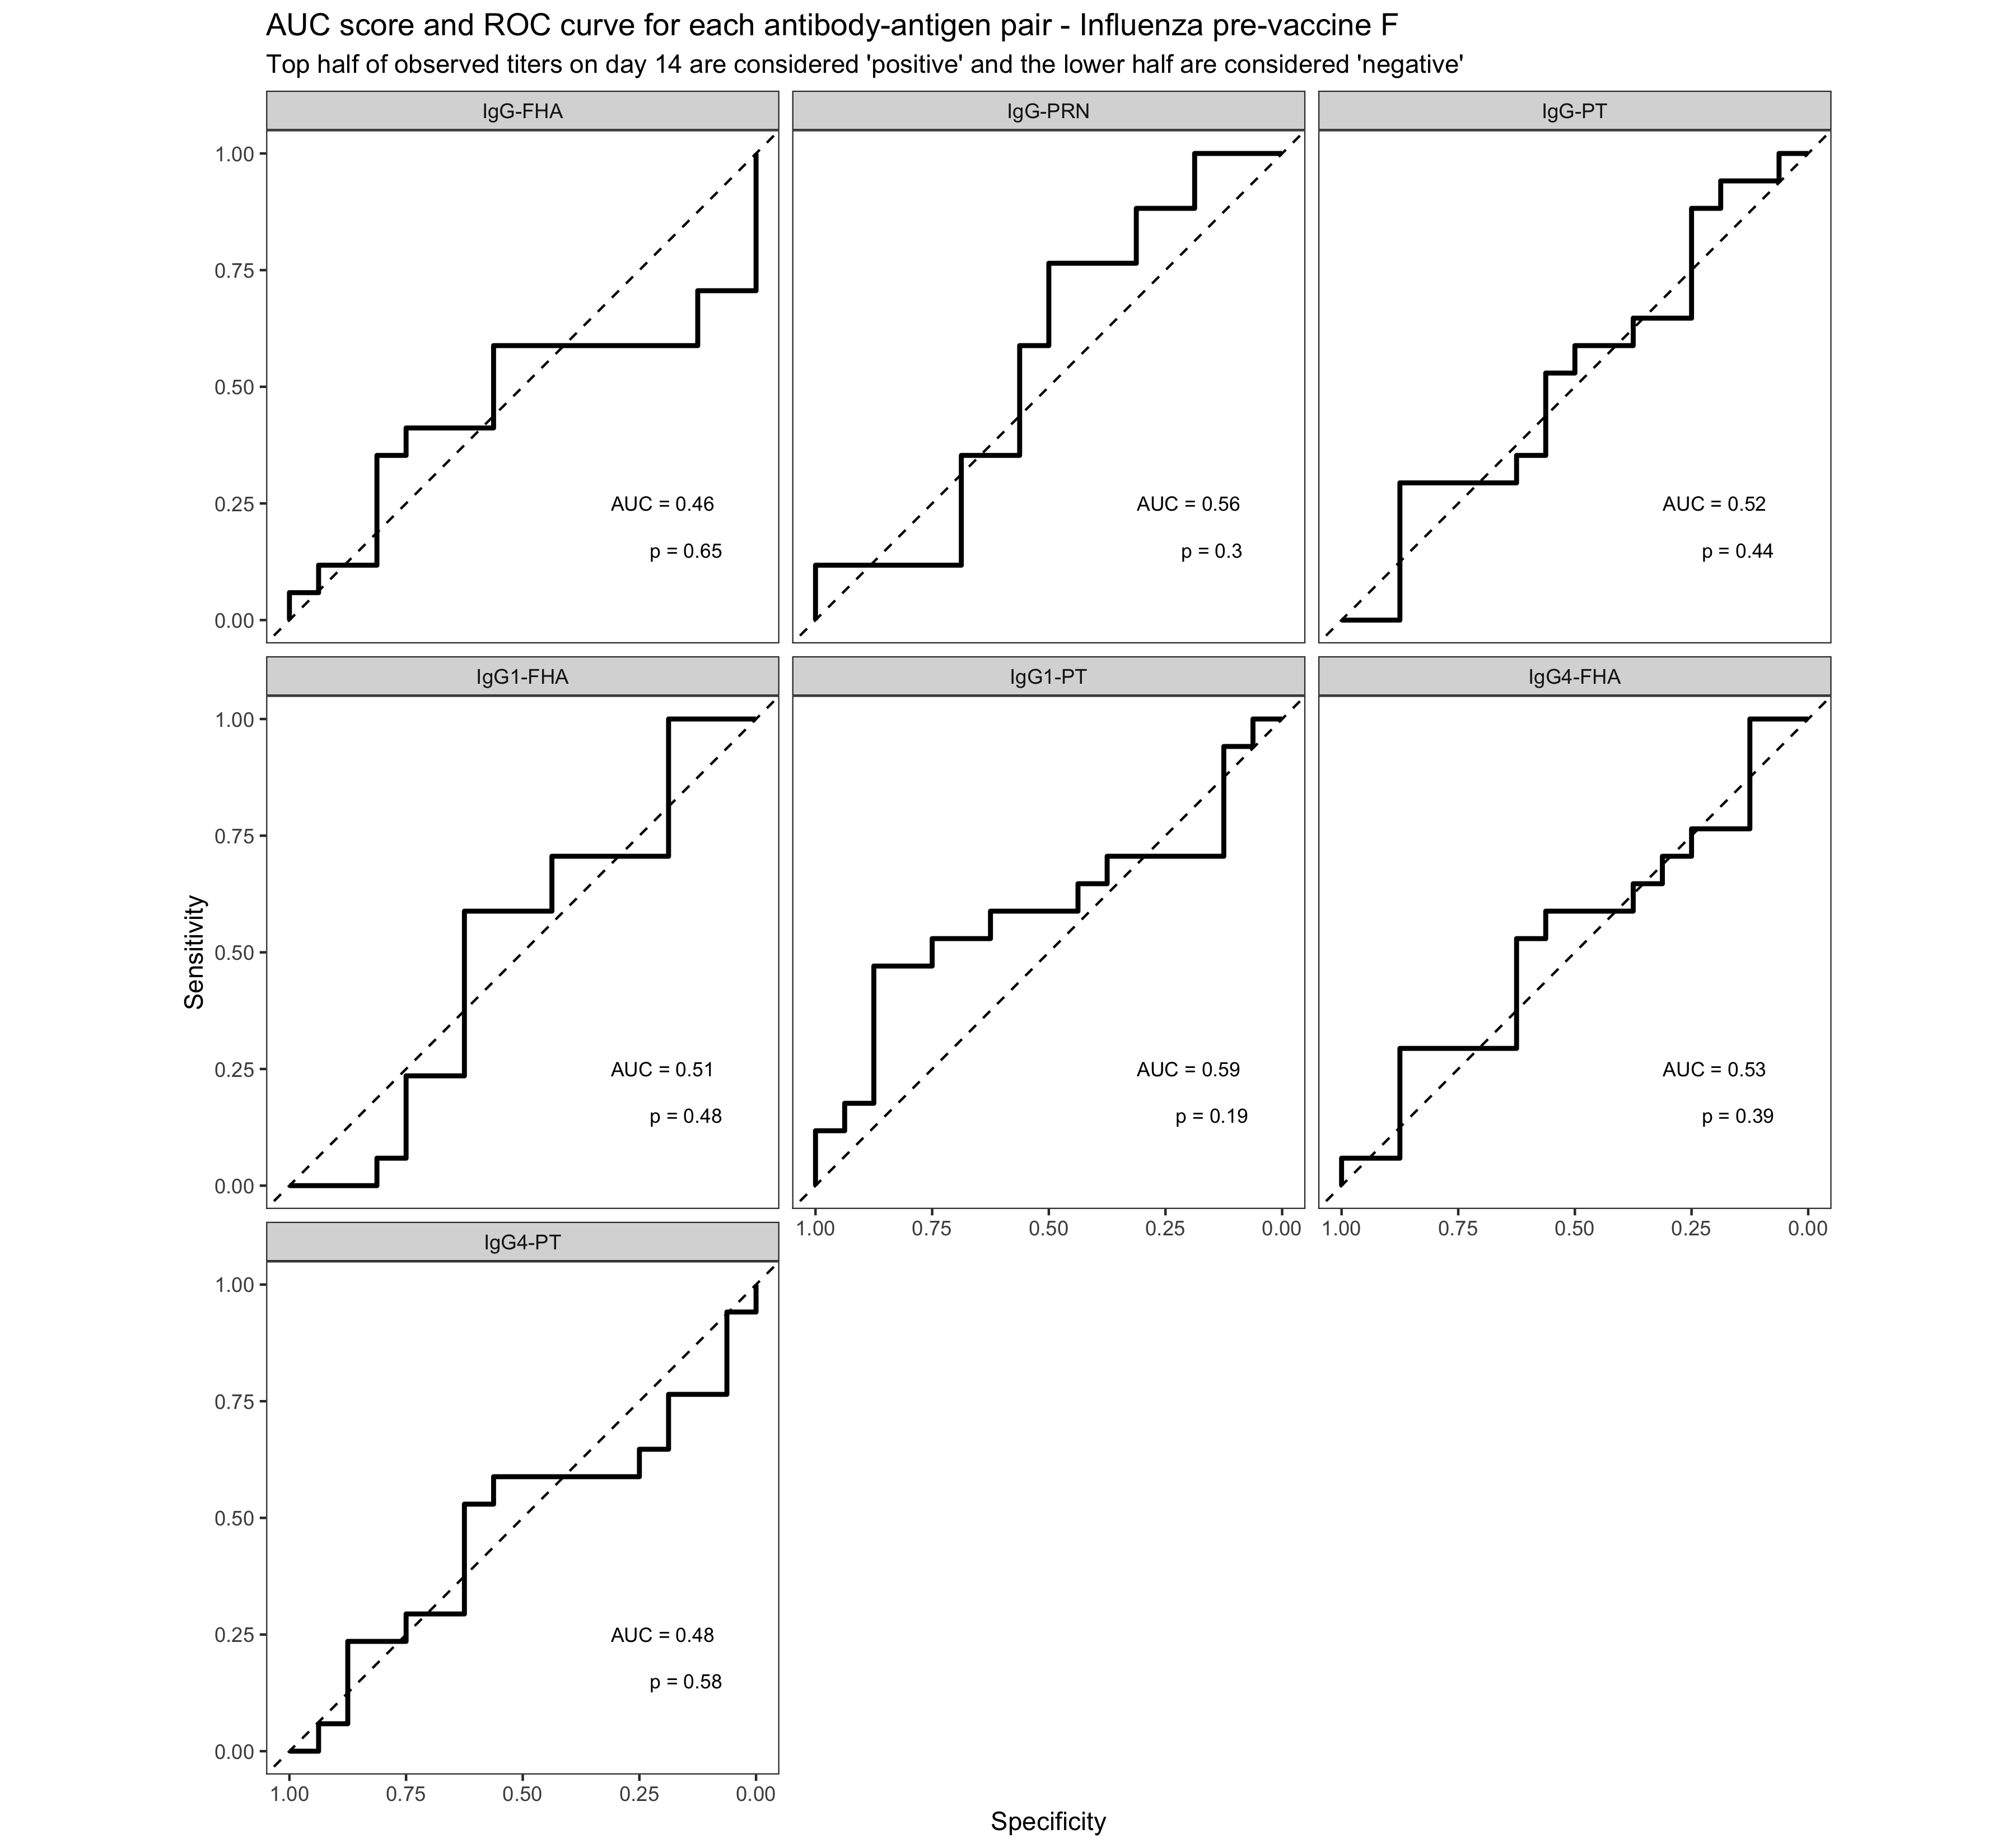 AUC score and ROC curve for each antibody-antigen pair - Influenza pre-vaccine F
Top half of observed titers on day 14 are considered 'positive' and the lower half are considered 'negative'
IgG-FHA
IgG-PRN
IgG-PT
1.00
0.75
0.50
0.25
0.00
AUC = 0.46
p = 0.65
AUC = 0.56
p = 0.3
AUC = 0.52
p = 0.44
IgG1-FHA
IgG1-PT
IgG4-FHA
Sensitivity
1.00
0.75
0.50
0.25
0.00
AUC = 0.51
p = 0.48
AUC = 0.59
p = 0.19
AUC = 0.53
p = 0.39
1.00 0.75 0.50 0.25 0.00
1.00 0.75 0.50 0.25 0.00
IgG4-PT
1.00
0.75
0.50
0.25
0.00
AUC = 0.48
p = 0.58
1.00 0.75 0.50 0.25 0.00
Specificity